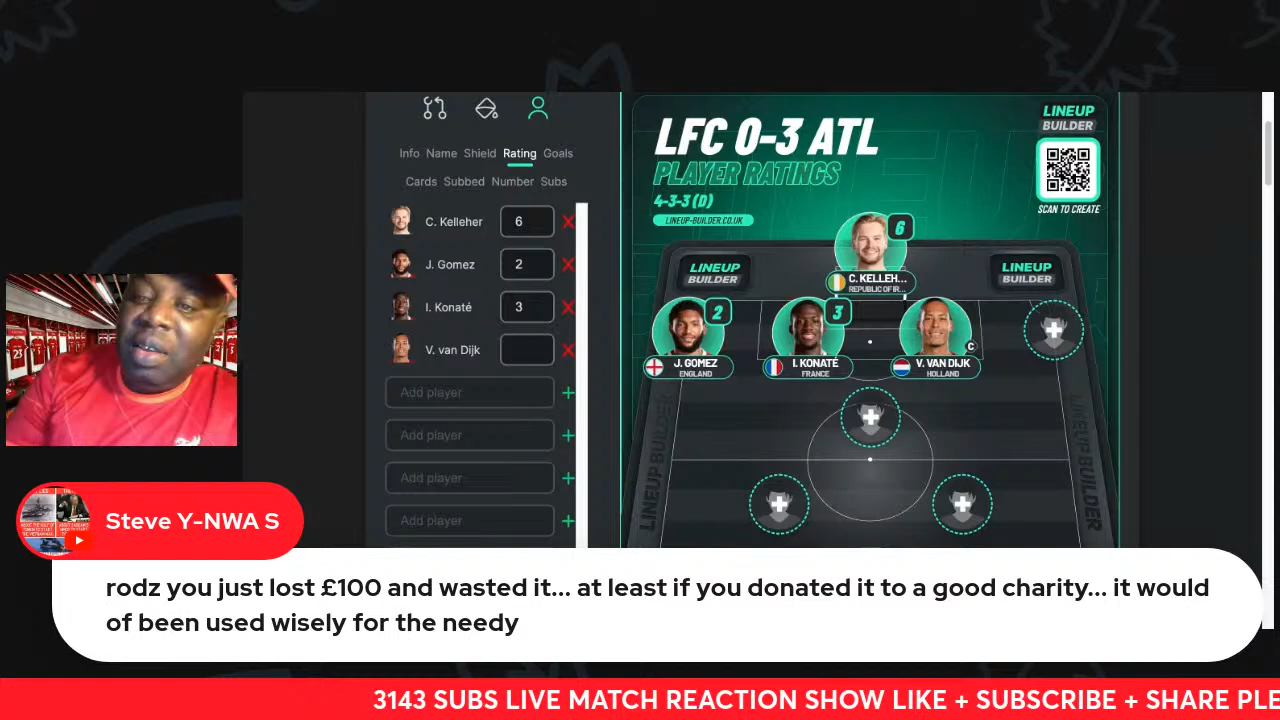 Info Name Shield Rating Goals
Cards Subbed Number Subs
C. Kelleher 6
J. Gomez 2
I. Konaté 3
V. van Dijk
Add player
Add player
Add player
Add player
LFC 0-3 ATL
PLAYER RATINGS
4-3-3 (D)
LINEUP-BUILDER.CO.UK
LINEUP
BUILDER
SCAN TO CREATE
LINEUP
BUILDER
LINEUP
BUILDER
6
C. KELLEH...
REPUBLIC OF IR...
2
J. GOMEZ
ENGLAND
3
I. KONATÉ
FRANCE
C
V. VAN DIJK
HOLLAND
LINEUP BUILDER
LINEUP BUILDER
23
Steve Y-NWA S
rodz you just lost £100 and wasted it... at least if you donated it to a good charity... it would
of been used wisely for the needy
3143 SUBS LIVE MATCH REACTION SHOW LIKE + SUBSCRIBE + SHARE PLE